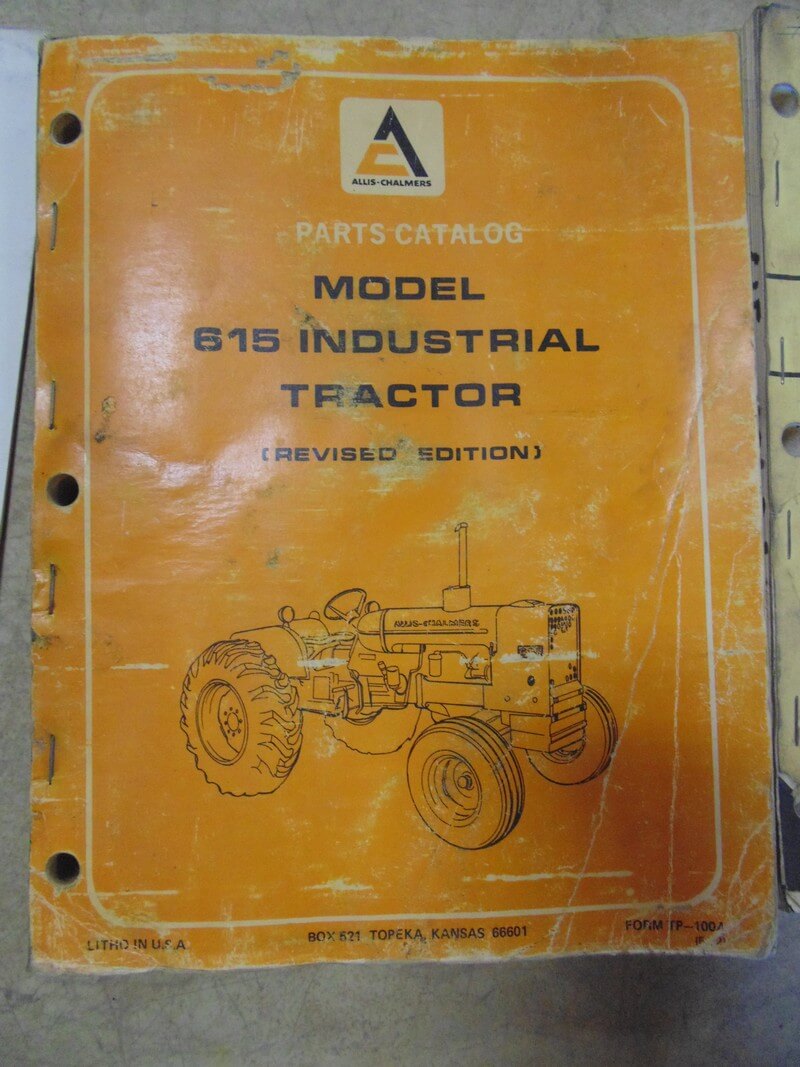 ALLIS-CHALMERS
PARTS CATALOG
MODEL
615 INDUSTRIAL
TRACTOR
(REVISED EDITION)
ALLIS-CHALMERS
LITHO IN U.S.A.
BOX 521 TOPEKA, KANSAS 66601
FORM TP-100A